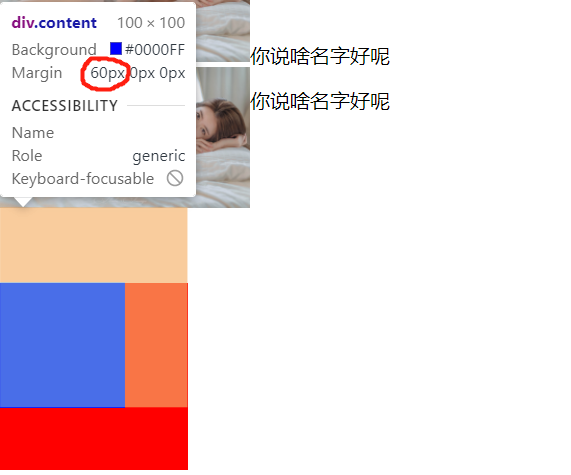 div.content 100 × 100
Background #0000FF
Margin 60px 0px 0px
ACCESSIBILITY
Name
Role generic
Keyboard-focusable
你说啥名字好呢
你说啥名字好呢